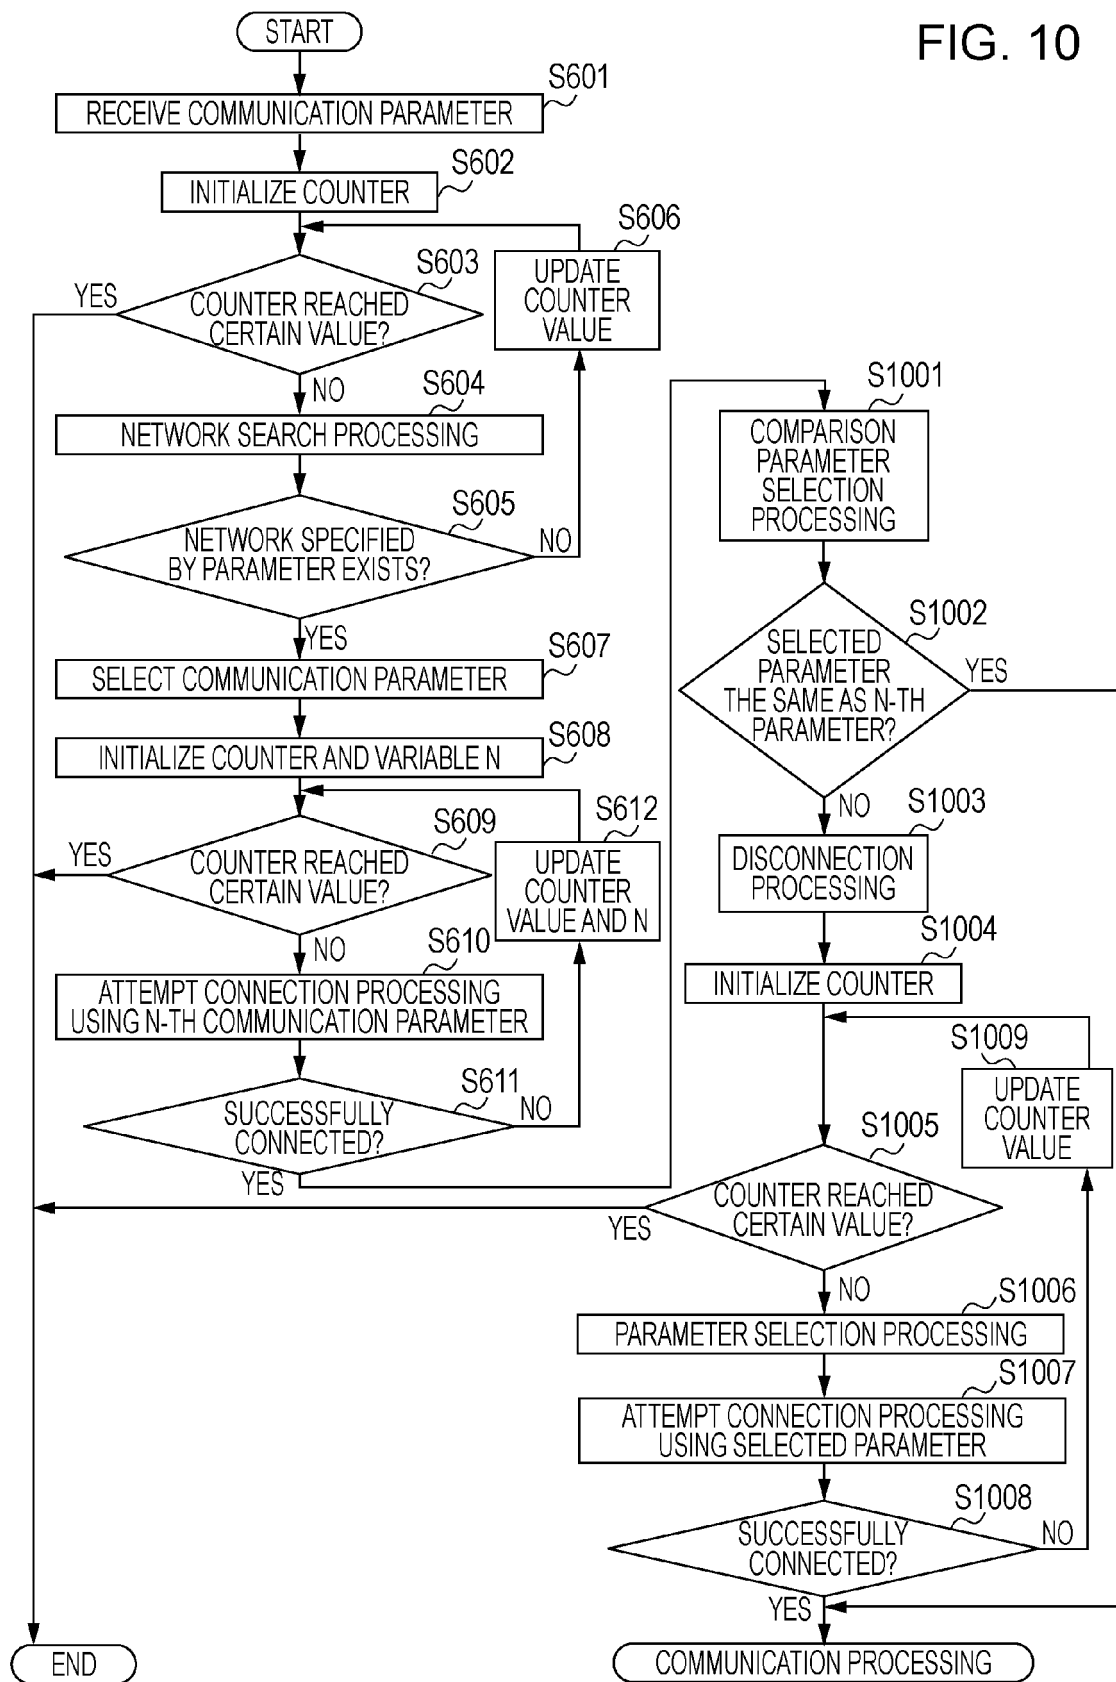 FIG. 10
START
S601
RECEIVE COMMUNICATION PARAMETER
S602
INITIALIZE COUNTER
S603
YES
COUNTER REACHED
CERTAIN VALUE?
NO
S606
UPDATE
COUNTER
VALUE
S604
NETWORK SEARCH PROCESSING
S605
NETWORK SPECIFIED
BY PARAMETER EXISTS?
NO
YES
S607
SELECT COMMUNICATION PARAMETER
S608
INITIALIZE COUNTER AND VARIABLE N
S609
YES
COUNTER REACHED
CERTAIN VALUE?
NO
S612
UPDATE
COUNTER
VALUE AND N
S610
ATTEMPT CONNECTION PROCESSING
USING N-TH COMMUNICATION PARAMETER
S611
SUCCESSFULLY
CONNECTED?
NO
YES
S1001
COMPARISON
PARAMETER
SELECTION
PROCESSING
S1002
SELECTED
PARAMETER
THE SAME AS N-TH
PARAMETER?
YES
NO
S1003
DISCONNECTION
PROCESSING
S1004
INITIALIZE COUNTER
S1009
UPDATE
COUNTER
VALUE
S1005
COUNTER REACHED
CERTAIN VALUE?
YES
NO
S1006
PARAMETER SELECTION PROCESSING
S1007
ATTEMPT CONNECTION PROCESSING
USING SELECTED PARAMETER
S1008
SUCCESSFULLY
CONNECTED?
NO
YES
END
COMMUNICATION PROCESSING